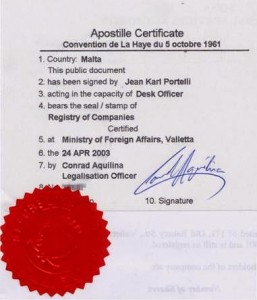 Apostille Certificate
Convention de La Haye du 5 octobre 1961
1. Country: Malta
This public document
2. has been signed by Jean Karl Portelli
3. acting in the capacity of Desk Officer
4. bears the seal / stamp of
Registry of Companies
Certified
5. at Ministry of Foreign Affairs, Valletta
6. the 24 APR 2003
7. by Conrad Aquilina
Legalisation Officer
10. Signature